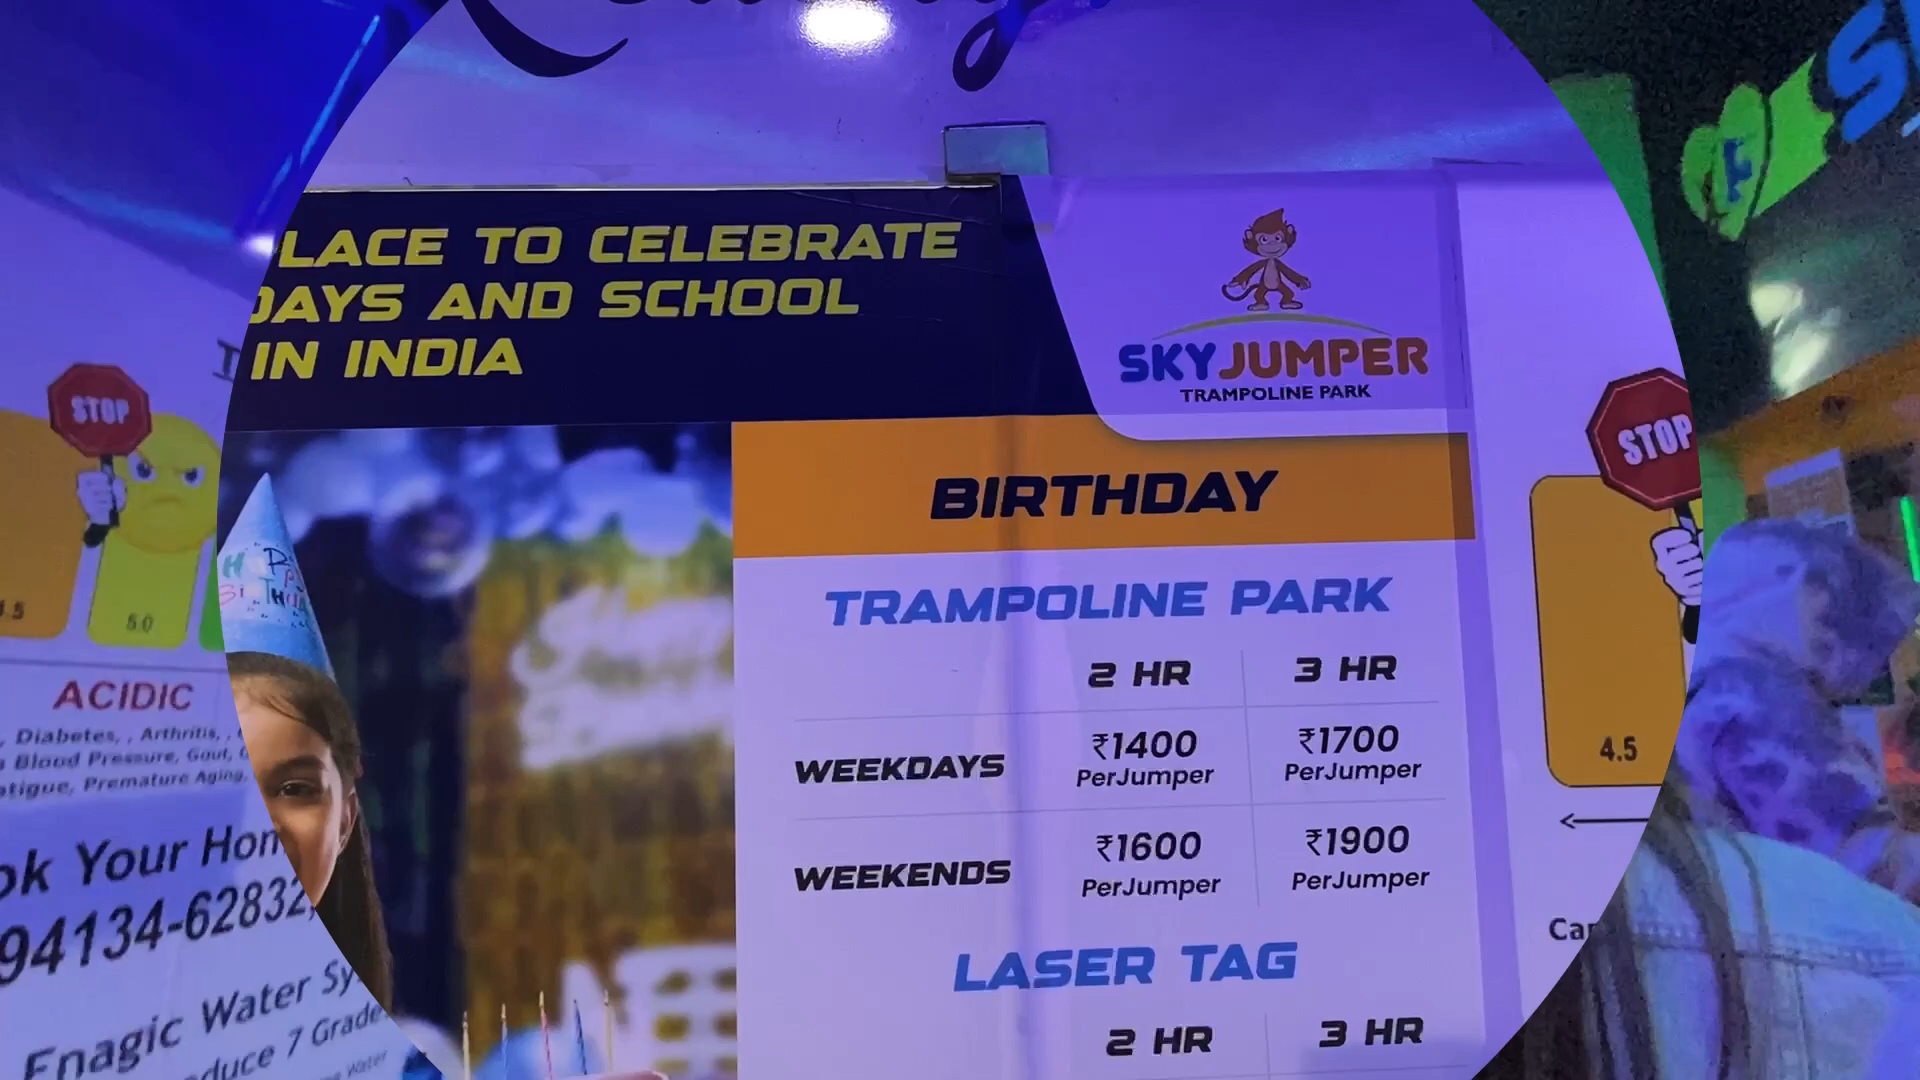 LACE TO CELEBRATE
DAYS AND SCHOOL
IN INDIA
SKYJUMPER
TRAMPOLINE PARK
BIRTHDAY
TRAMPOLINE PARK
2 HR 3 HR
WEEKDAYS ₹1400 PerJumper ₹1700 PerJumper
WEEKENDS ₹1600 PerJumper ₹1900 PerJumper
LASER TAG
2 HR 3 HR
STOP
5.0
ACIDIC
, Diabetes, , Arthritis, ,
Blood Pressure, Gout,
atigue, Premature Aging,
ok Your Hom
94134-62832,
Enagic Water Sy
duce 7 Grade
Water
STOP
4.5
Car